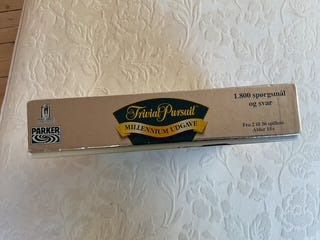 PARKER
Trivial Pursuit
MILLENNIUM UDGAVE
1.800 spørgsmål
og svar
Fra 2 til 36 spillere
Alder 15+